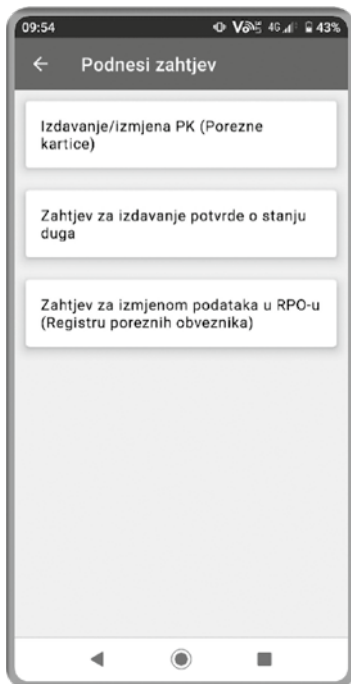 09:54 4G 43%
Podnesi zahtjev
Izdavanje/izmjena PK (Porezne
kartice)
Zahtjev za izdavanje potvrde o stanju
duga
Zahtjev za izmjenom podataka u RPO-u
(Registru poreznih obveznika)